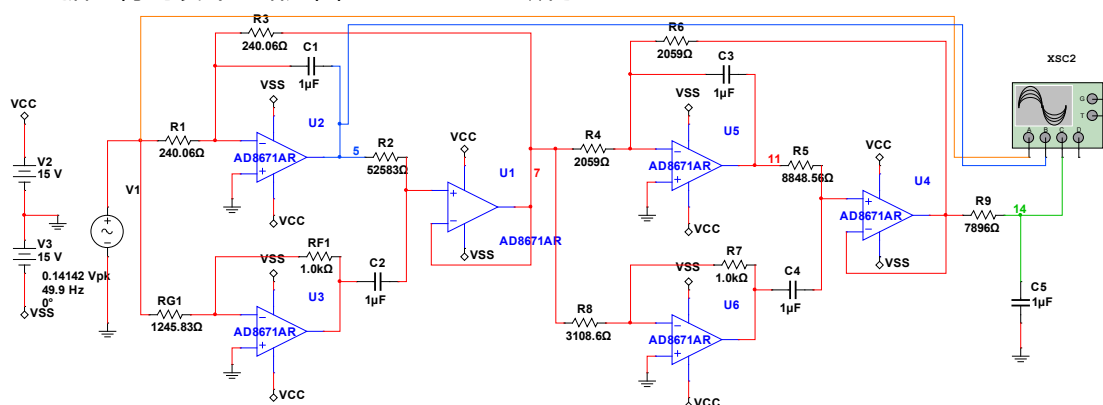 R3
240.06Ω
C1
1µF
VSS
R1
240.06Ω
U2
AD8671AR
VCC
5
R2
52583Ω
VCC
U1
7
AD8671AR
VSS
VCC
V2
15 V
V3
15 V
VSS
V1
0.14142 Vpk
49.9 Hz
0°
RF1
1.0kΩ
VSS
RG1
1245.83Ω
U3
AD8671AR
VCC
C2
1µF
R6
2059Ω
C3
1µF
VSS
R4
2059Ω
U5
AD8671AR
VCC
11
R5
8848.56Ω
VCC
U4
AD8671AR
VSS
R7
1.0kΩ
VSS
R8
3108.6Ω
U6
AD8671AR
VCC
C4
1µF
R9
7896Ω
14
C5
1µF
XSC2
G
T
A
B
C
D